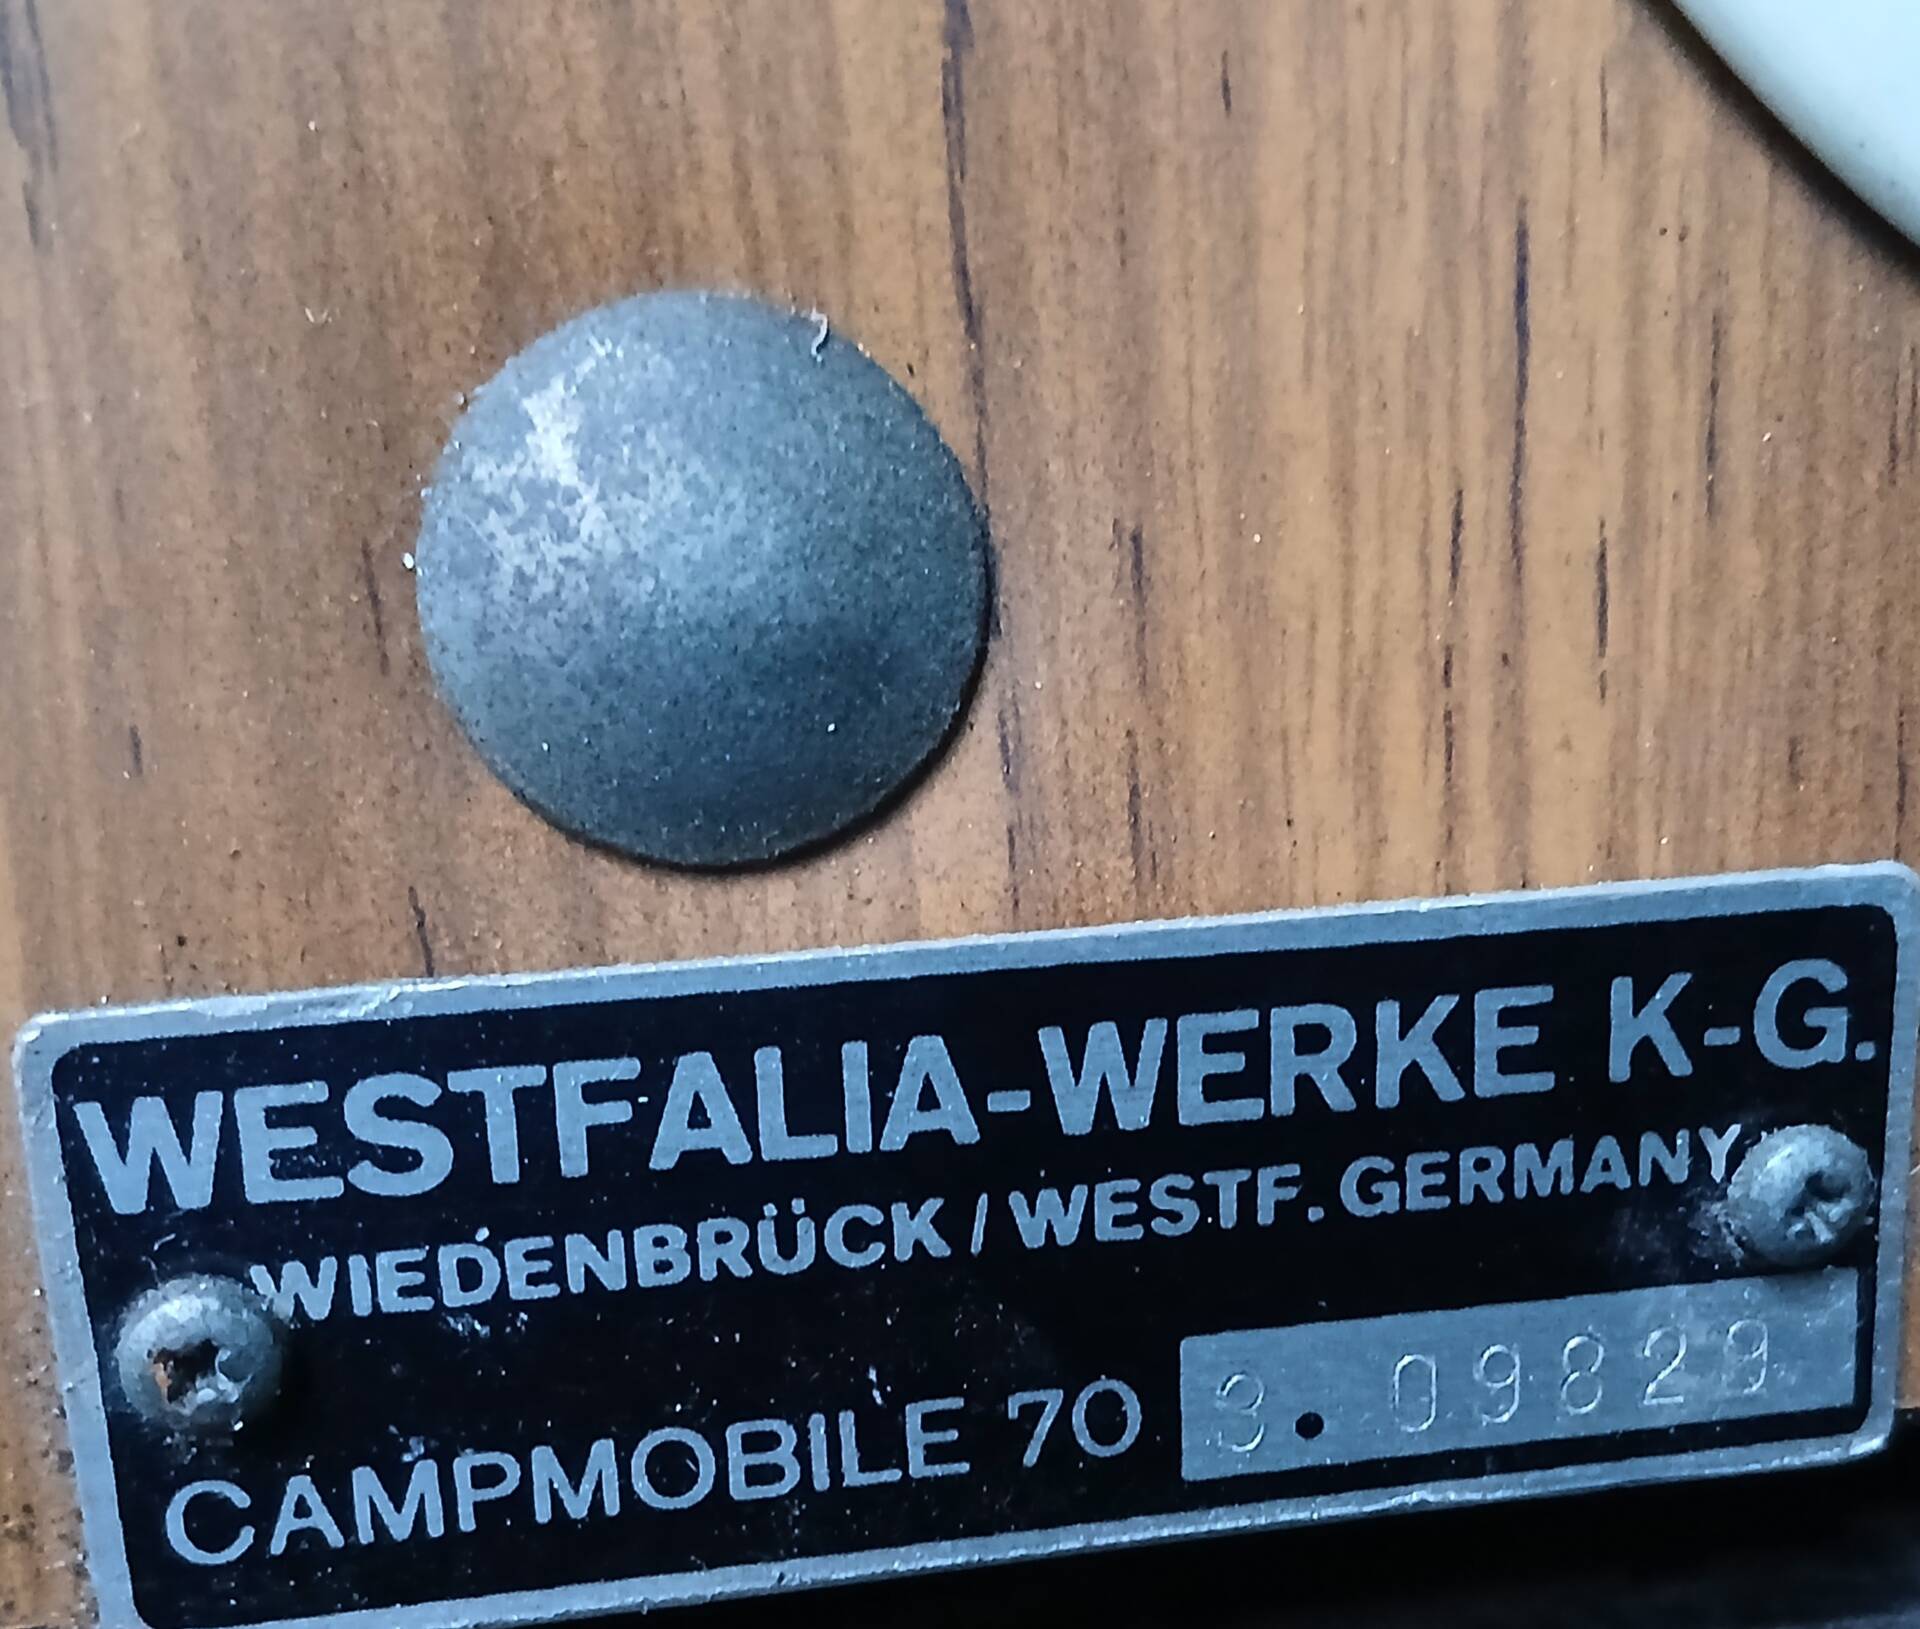 WESTFALIA-WERKE K-G.
WIEDENBRÜCK / WESTF. GERMANY
CAMPMOBILE 70 3.09829